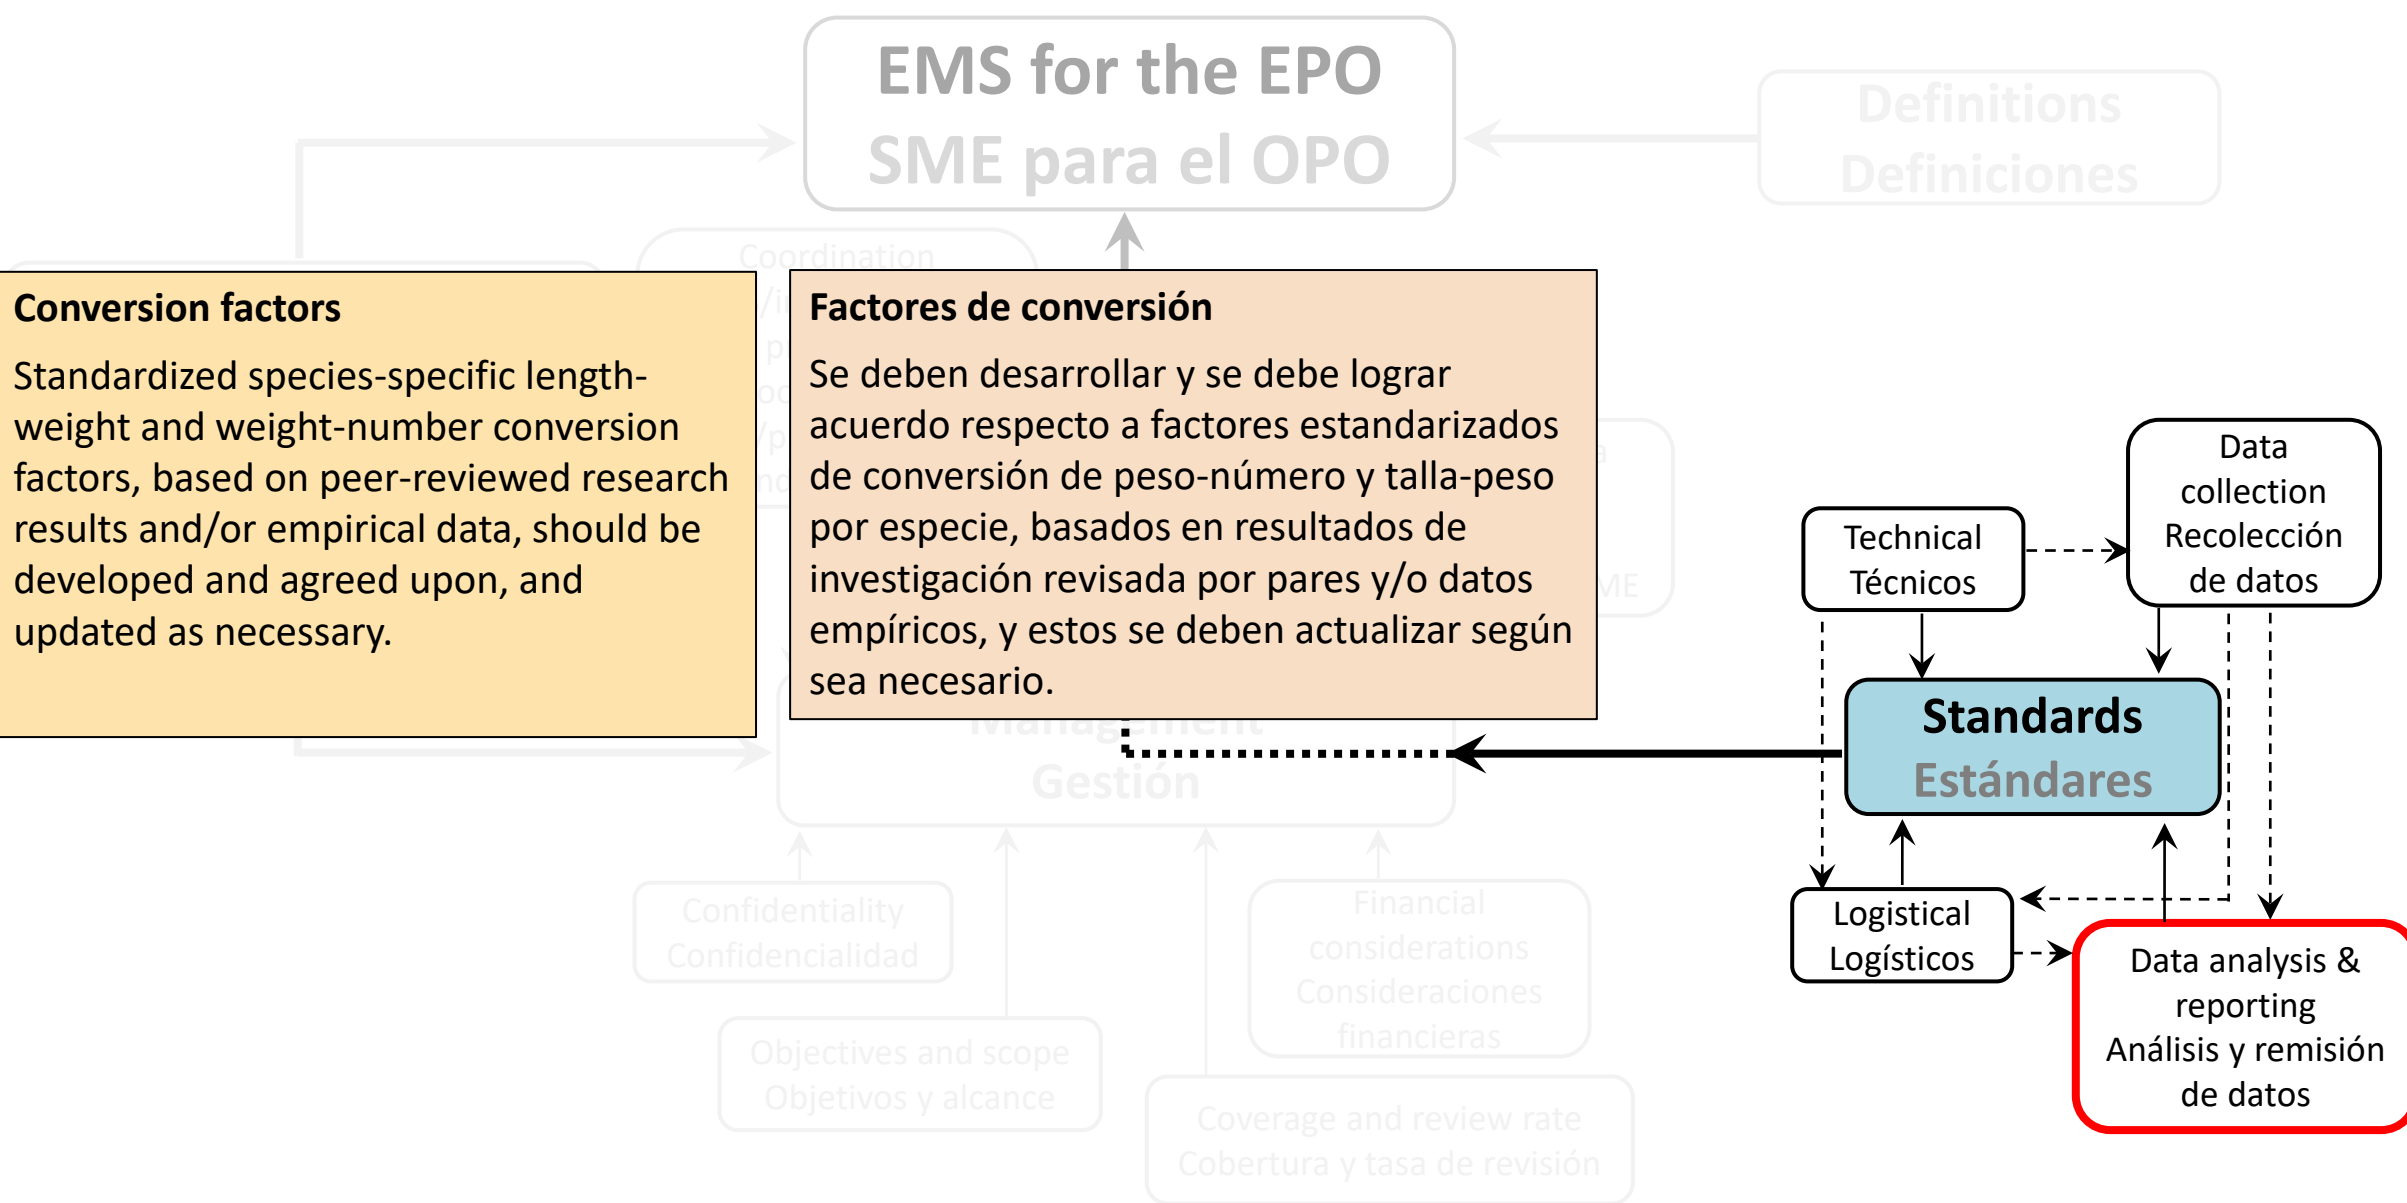 EMS for the EPO
SME para el OPO
Definitions
Definiciones
Coordination
Conversion factors
Standardized species-specific length-
weight and weight-number conversion
factors, based on peer-reviewed research
results and/or empirical data, should be
developed and agreed upon, and
updated as necessary.
Factores de conversión
Se deben desarrollar y se debe lograr
acuerdo respecto a factores estandarizados
de conversión de peso-número y talla-peso
por especie, basados en resultados de
investigación revisada por pares y/o datos
empíricos, y estos se deben actualizar según
sea necesario.
Management
Gestión
Technical
Técnicos
Data
collection
Recolección
de datos
Standards
Estándares
Logistical
Logísticos
Data analysis &
reporting
Análisis y remisión
de datos
Confidentiality
Confidencialidad
Financial
considerations
Consideraciones
financieras
Objectives and scope
Objetivos y alcance
Coverage and review rate
Cobertura y tasa de revisión